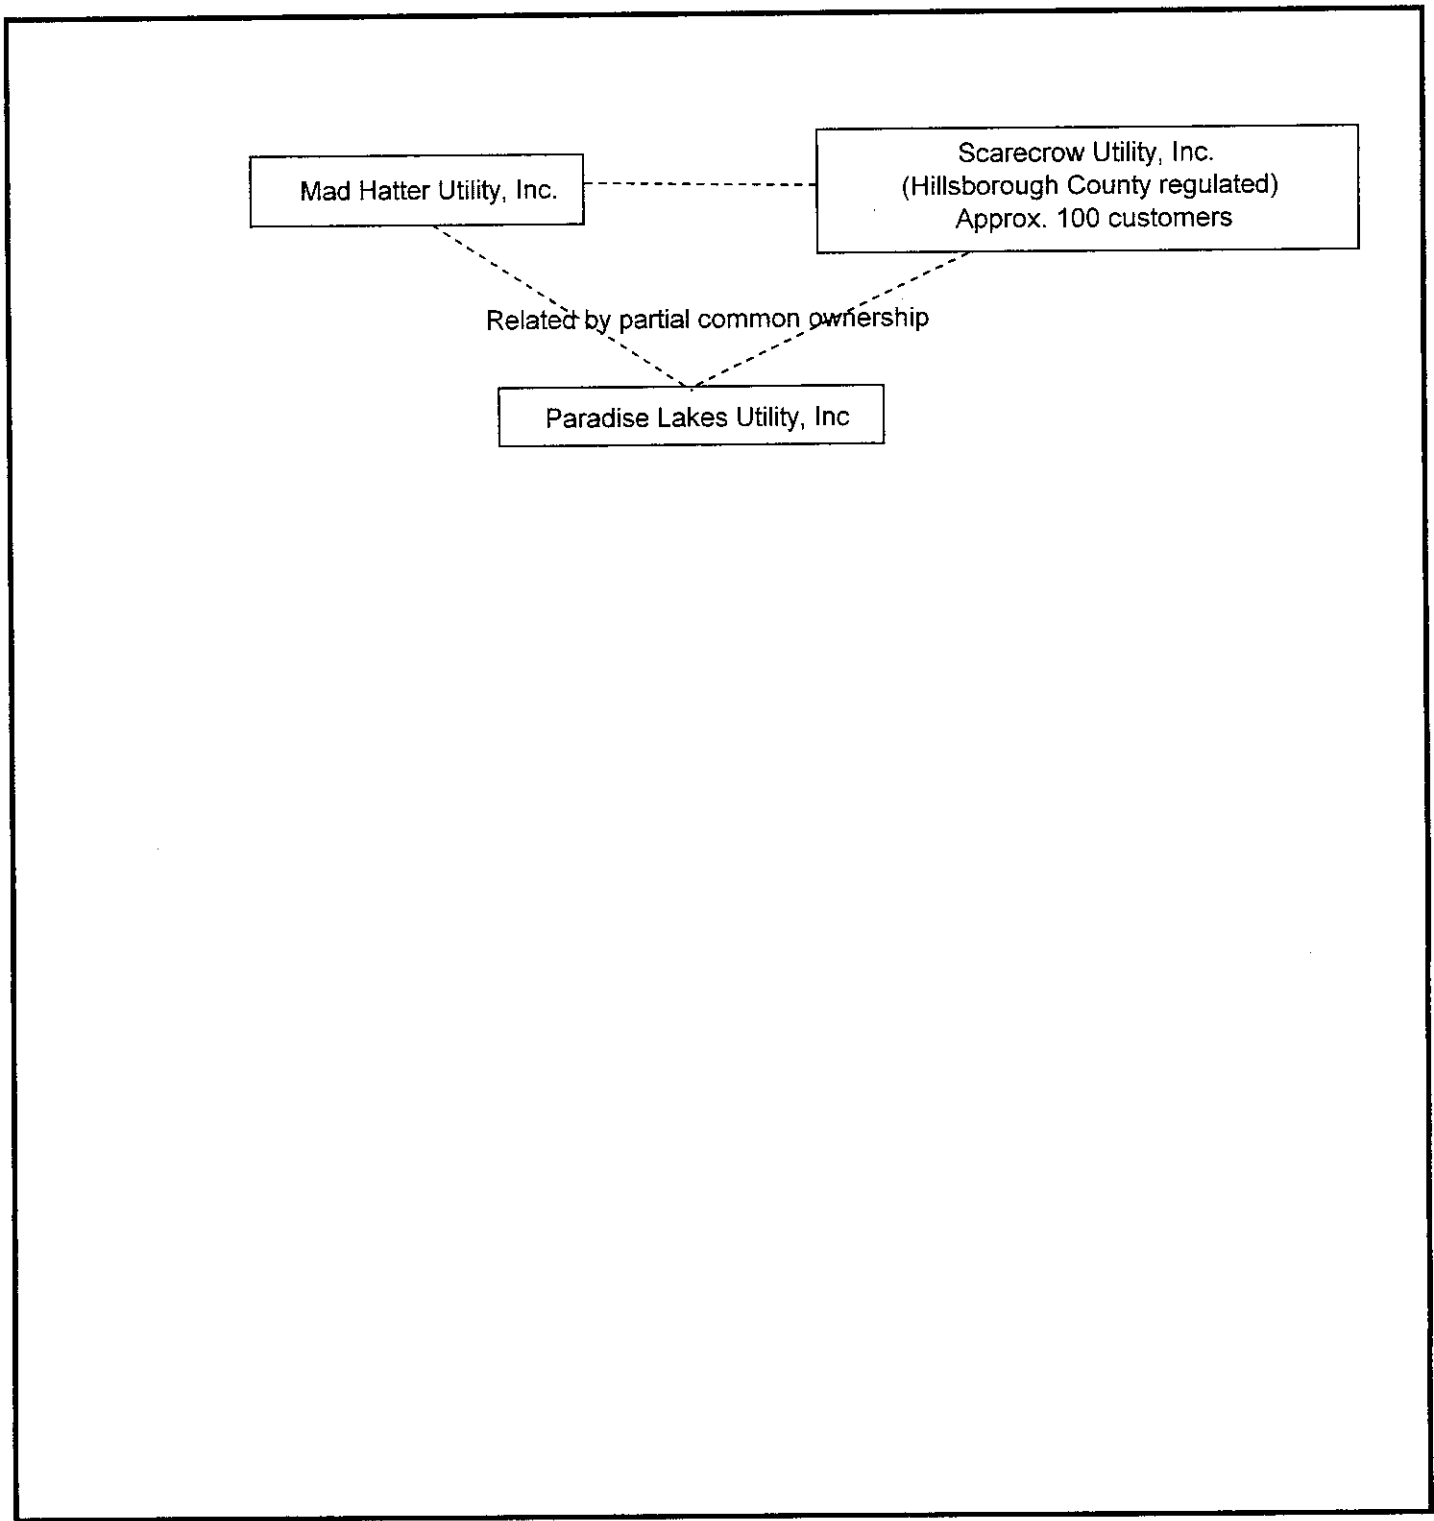 Mad Hatter Utility, Inc.
Scarecrow Utility, Inc.
(Hillsborough County regulated)
Approx. 100 customers
Related by partial common ownership
Paradise Lakes Utility, Inc